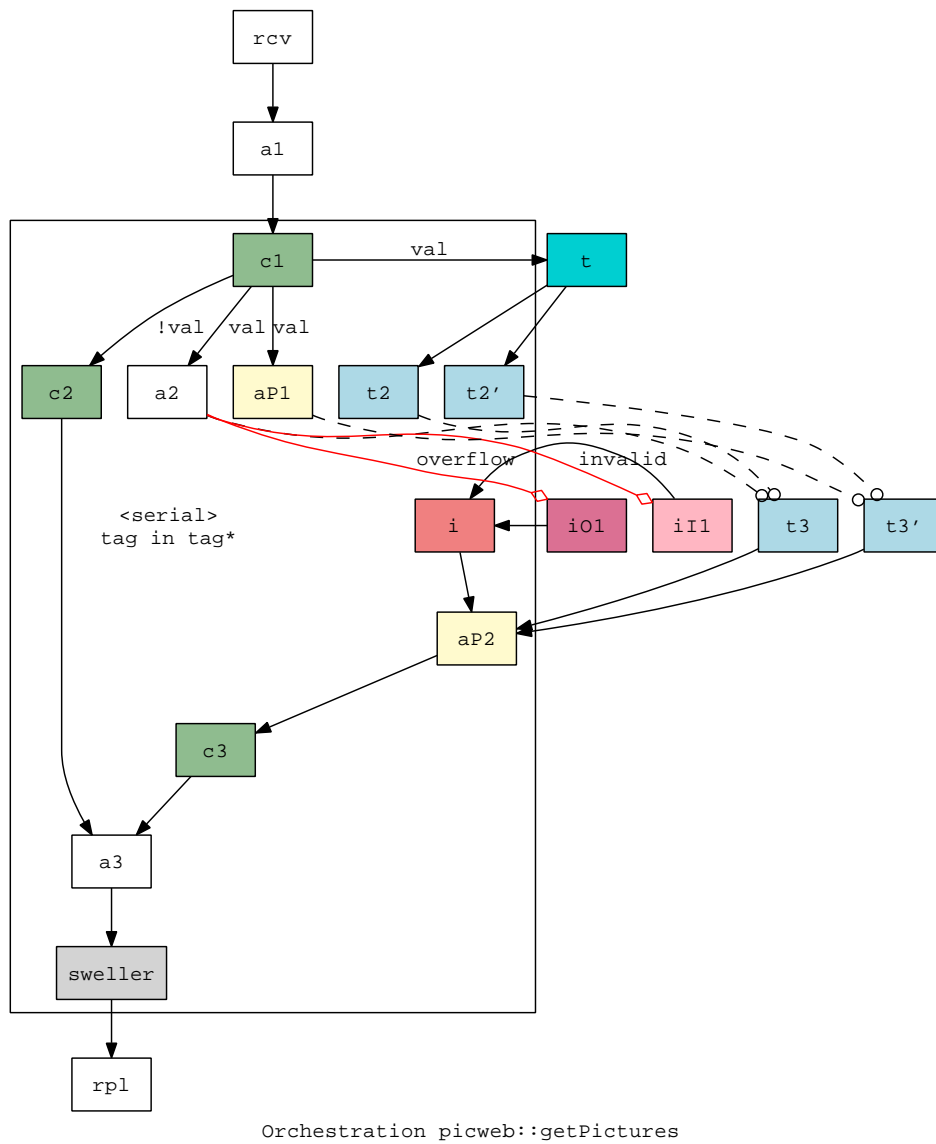 rcv
a1
c1
val
t
!val
val
val
c2
a2
aP1
t2
t2’
overflow
invalid
<serial>
tag in tag*
i
iO1
iI1
t3
t3’
aP2
c3
a3
sweller
rpl
Orchestration picweb::getPictures